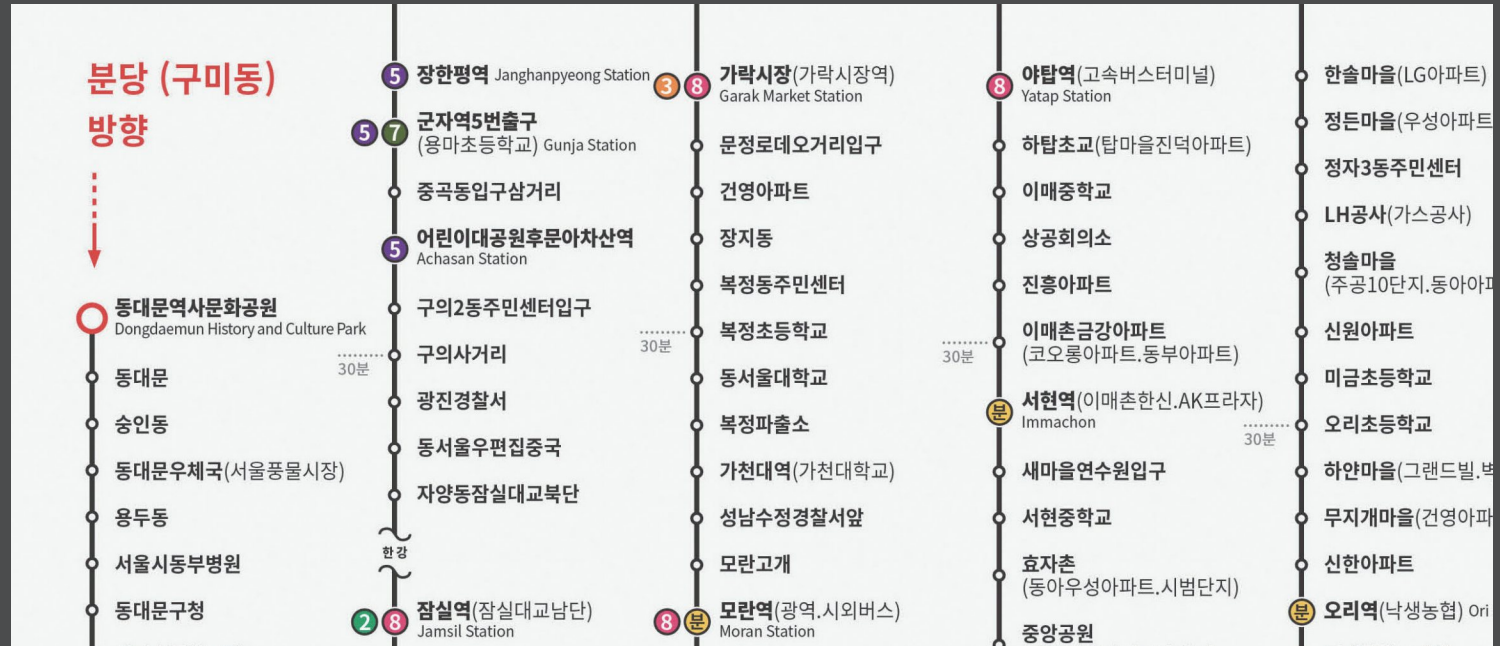 분당 (구미동)
방향
동대문역사문화공원
Dongdaemun History and Culture Park
동대문
숭인동
동대문우체국(서울풍물시장)
용두동
서울시동부병원
동대문구청
5 장한평역 Janghanpyeong Station
5 7 군자역5번출구
(용마초등학교) Gunja Station
중곡동입구삼거리
5 어린이대공원후문아차산역
Achasan Station
구의2동주민센터입구
구의사거리
30분
광진경찰서
동서울우편집중국
자양동잠실대교북단
한강
2 8 잠실역(잠실대교남단)
Jamsil Station
3 8 가락시장(가락시장역)
Garak Market Station
문정로데오거리입구
건영아파트
장지동
복정동주민센터
복정초등학교
30분
동서울대학교
복정파출소
가천대역(가천대학교)
성남수정경찰서앞
모란고개
8 분 모란역(광역.시외버스)
Moran Station
8 야탑역(고속버스터미널)
Yatap Station
하탑초교(탑마을진덕아파트)
이매중학교
상공회의소
진흥아파트
이매촌금강아파트
30분
(코오롱아파트.동부아파트)
분 서현역(이매촌한신.AK프라자)
Immachon
새마을연수원입구
서현중학교
효자촌
(동아우성아파트.시범단지)
중앙공원
한솔마을(LG아파트)
정든마을(우성아파트
정자3동주민센터
LH공사(가스공사)
청솔마을
(주공10단지.동아아
신원아파트
미금초등학교
오리초등학교
30분
하얀마을(그랜드빌.
무지개마을(건영아파
신한아파트
분 오리역(낙생농협) Ori